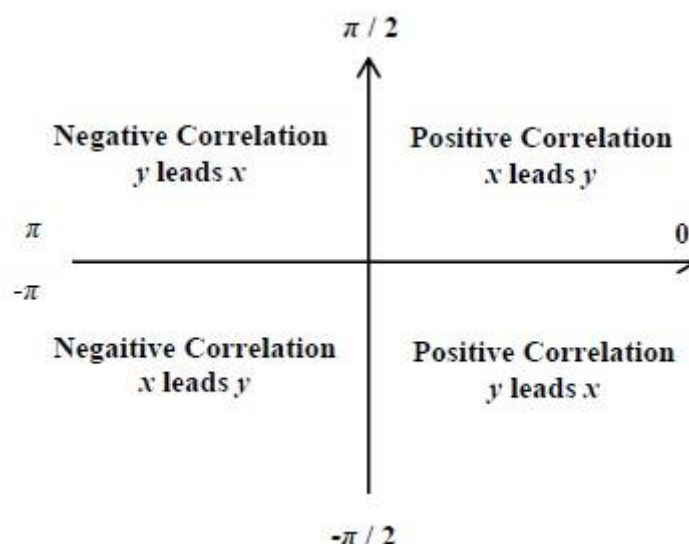 π / 2
Negative Correlation
y leads x
Positive Correlation
x leads y
π
0
-π
Negaitive Correlation
x leads y
Positive Correlation
y leads x
-π / 2